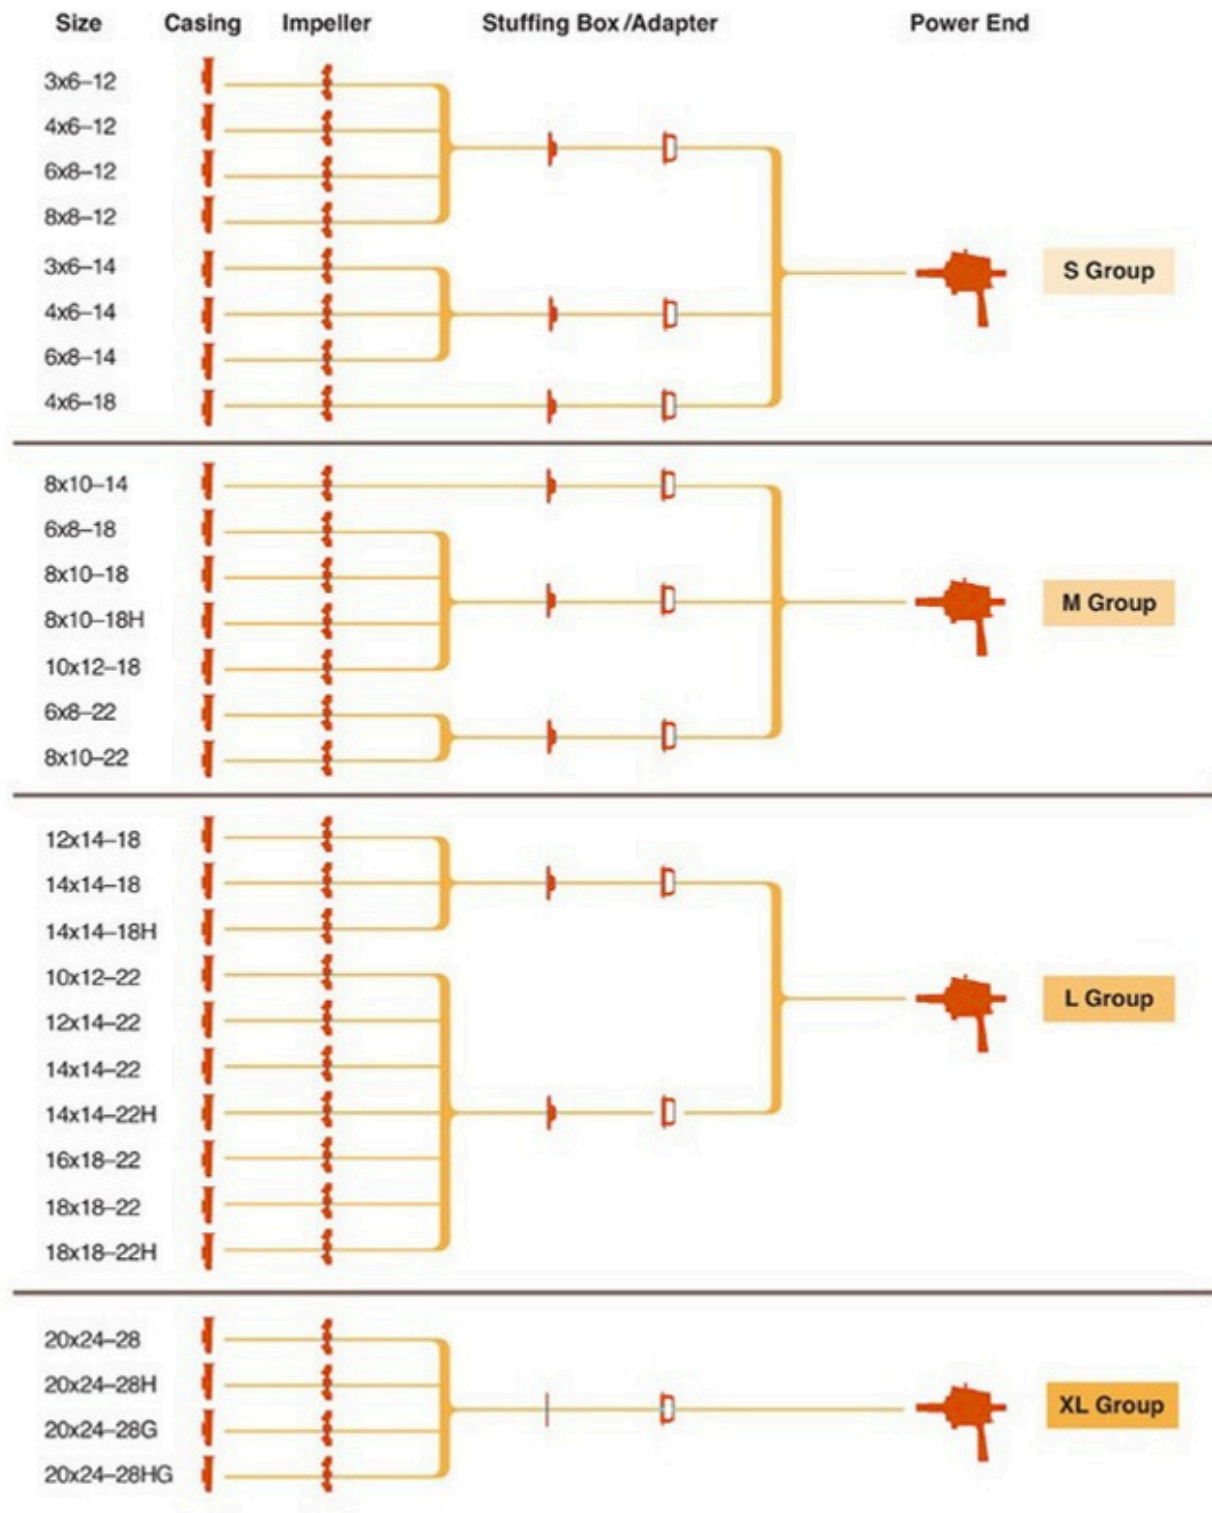 Size Casing Impeller Stuffing Box /Adapter Power End
3x6–12
4x6–12
6x8–12
8x8–12
3x6–14
S Group
4x6–14
6x8–14
4x6–18
8x10–14
6x8–18
8x10–18
M Group
8x10–18H
10x12–18
6x8–22
8x10–22
12x14–18
14x14–18
14x14–18H
10x12–22
L Group
12x14–22
14x14–22
14x14–22H
16x18–22
18x18–22
18x18–22H
20x24–28
20x24–28H
XL Group
20x24–28G
20x24–28HG